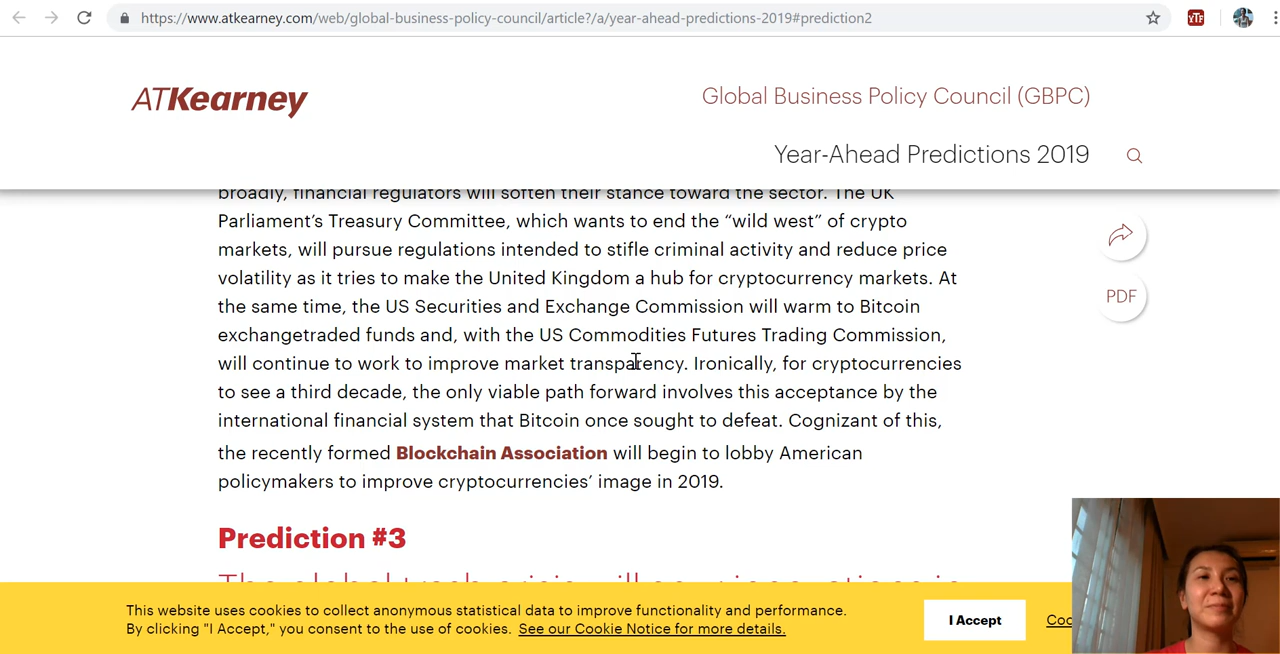 https://www.atkearney.com/web/global-business-policy-council/article?/a/year-ahead-predictions-2019#prediction2
YTF
ATKearney
Global Business Policy Council (GBPC)
Year-Ahead Predictions 2019
broadly, financial regulators will soften their stance toward the sector. The UK
Parliament’s Treasury Committee, which wants to end the “wild west” of crypto
markets, will pursue regulations intended to stifle criminal activity and reduce price
volatility as it tries to make the United Kingdom a hub for cryptocurrency markets. At
the same time, the US Securities and Exchange Commission will warm to Bitcoin
exchangetraded funds and, with the US Commodities Futures Trading Commission,
will continue to work to improve market transparency. Ironically, for cryptocurrencies
to see a third decade, the only viable path forward involves this acceptance by the
international financial system that Bitcoin once sought to defeat. Cognizant of this,
the recently formed Blockchain Association will begin to lobby American
policymakers to improve cryptocurrencies’ image in 2019.
PDF
Prediction #3
This website uses cookies to collect anonymous statistical data to improve functionality and performance.
By clicking "I Accept," you consent to the use of cookies. See our Cookie Notice for more details.
I Accept
Coo